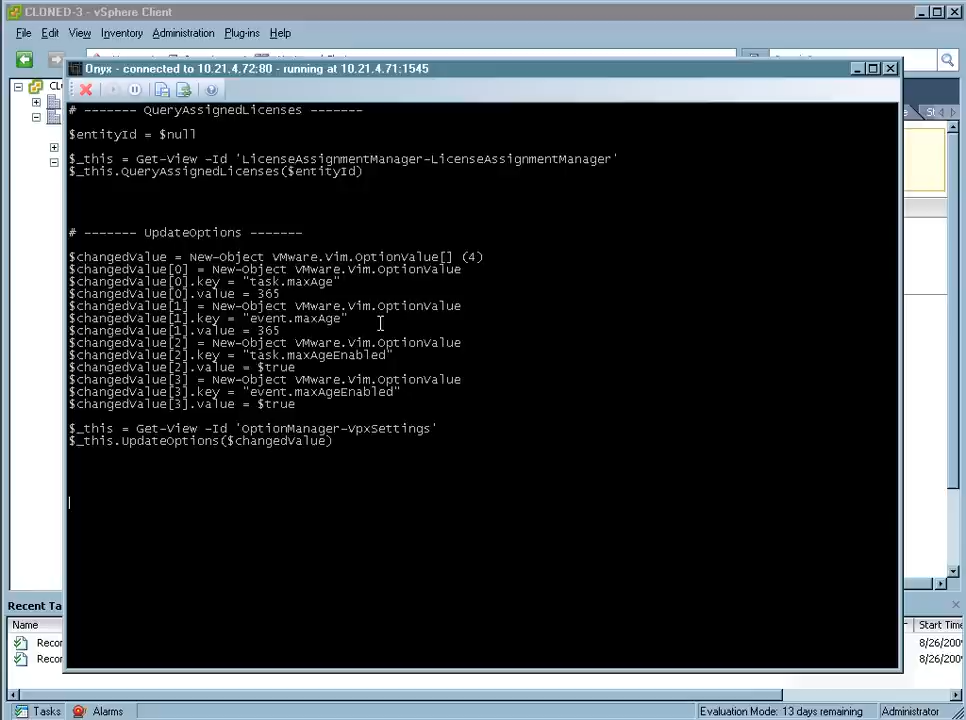 CLONED-3 - vSphere Client
File Edit View Inventory Administration Plug-ins Help
Onyx - connected to 10.21.4.72:80 - running at 10.21.4.71:1545
# ------- QueryAssignedLicenses -------
$entityId = $null
$_this = Get-View -Id 'LicenseAssignmentManager-LicenseAssignmentManager'
$_this.QueryAssignedLicenses($entityId)
# ------- UpdateOptions -------
$changedValue = New-Object VMware.Vim.OptionValue[] (4)
$changedValue[0] = New-Object VMware.Vim.OptionValue
$changedValue[0].key = "task.maxAge"
$changedValue[0].value = 365
$changedValue[1] = New-Object VMware.Vim.OptionValue
$changedValue[1].key = "event.maxAge"
$changedValue[1].value = 365
$changedValue[2] = New-Object VMware.Vim.OptionValue
$changedValue[2].key = "task.maxAgeEnabled"
$changedValue[2].value = $true
$changedValue[3] = New-Object VMware.Vim.OptionValue
$changedValue[3].key = "event.maxAgeEnabled"
$changedValue[3].value = $true
$_this = Get-View -Id 'OptionManager-VpxSettings'
$_this.UpdateOptions($changedValue)
Recent Ta
Name Start Time
Recor 8/26/200
Recor 8/26/200
Tasks Alarms Evaluation Mode: 13 days remaining Administrator